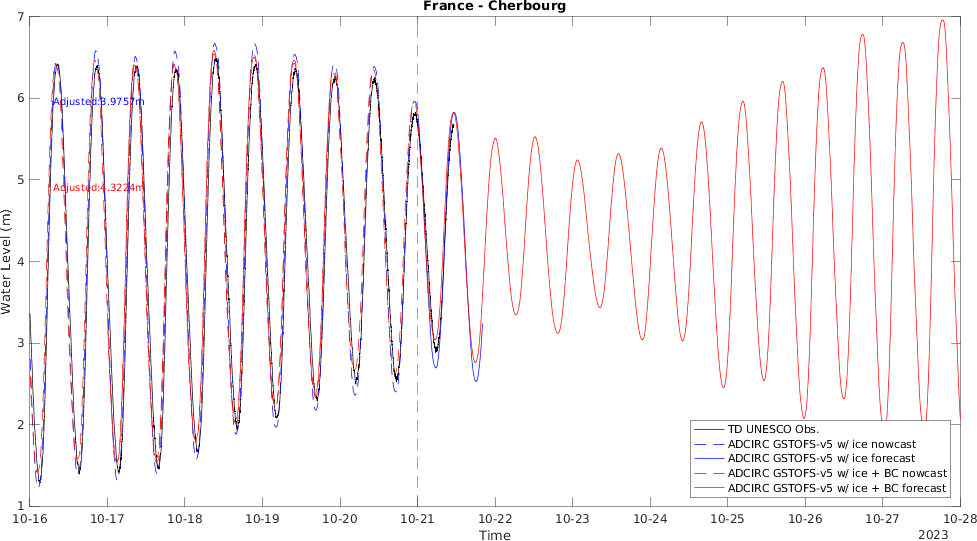 France - Cherbourg
Water Level (m)
7
6
5
4
3
2
1
Adjusted:3.9757m
Adjusted:4.3224m
TD UNESCO Obs.
ADCIRC GSTOFS-v5 w/ ice nowcast
ADCIRC GSTOFS-v5 w/ ice forecast
ADCIRC GSTOFS-v5 w/ ice + BC nowcast
ADCIRC GSTOFS-v5 w/ ice + BC forecast
10-16 10-17 10-18 10-19 10-20 10-21 10-22 10-23 10-24 10-25 10-26 10-27 10-28
Time
2023